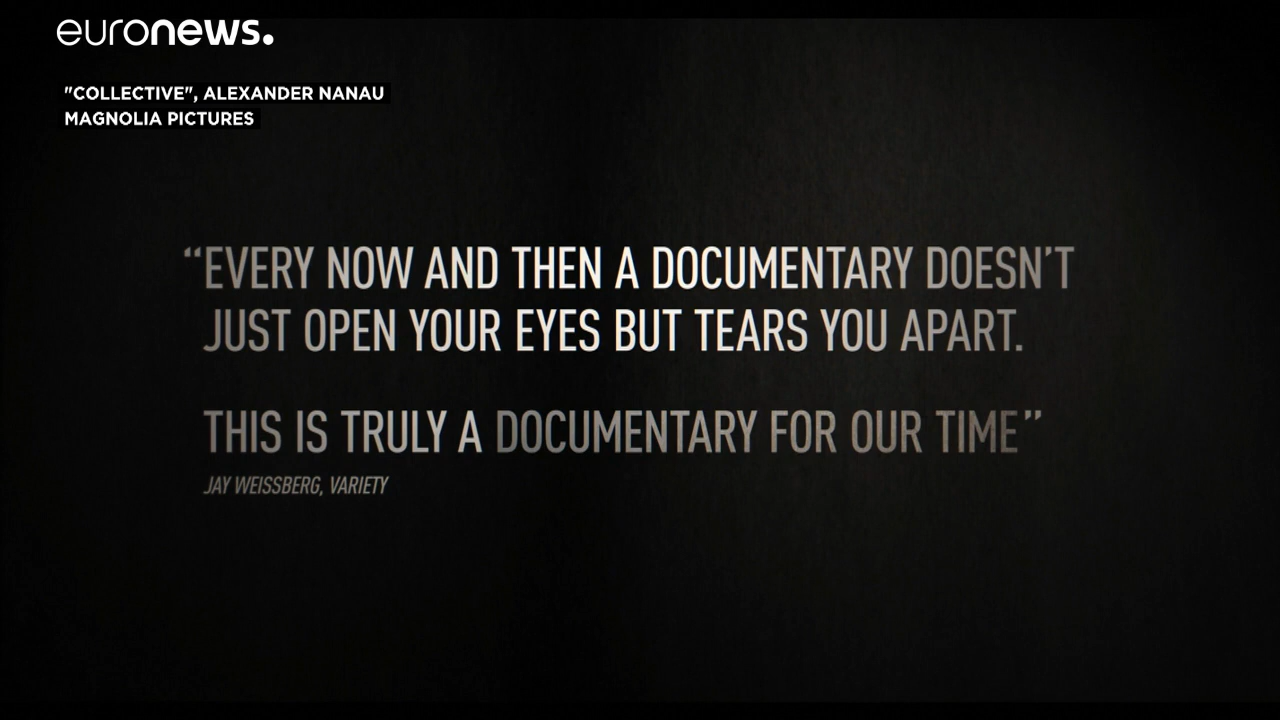 euronews.
"COLLECTIVE", ALEXANDER NANAU
MAGNOLIA PICTURES
“EVERY NOW AND THEN A DOCUMENTARY DOESN’T
JUST OPEN YOUR EYES BUT TEARS YOU APART.
THIS IS TRULY A DOCUMENTARY FOR OUR TIME”
JAY WEISSBERG, VARIETY